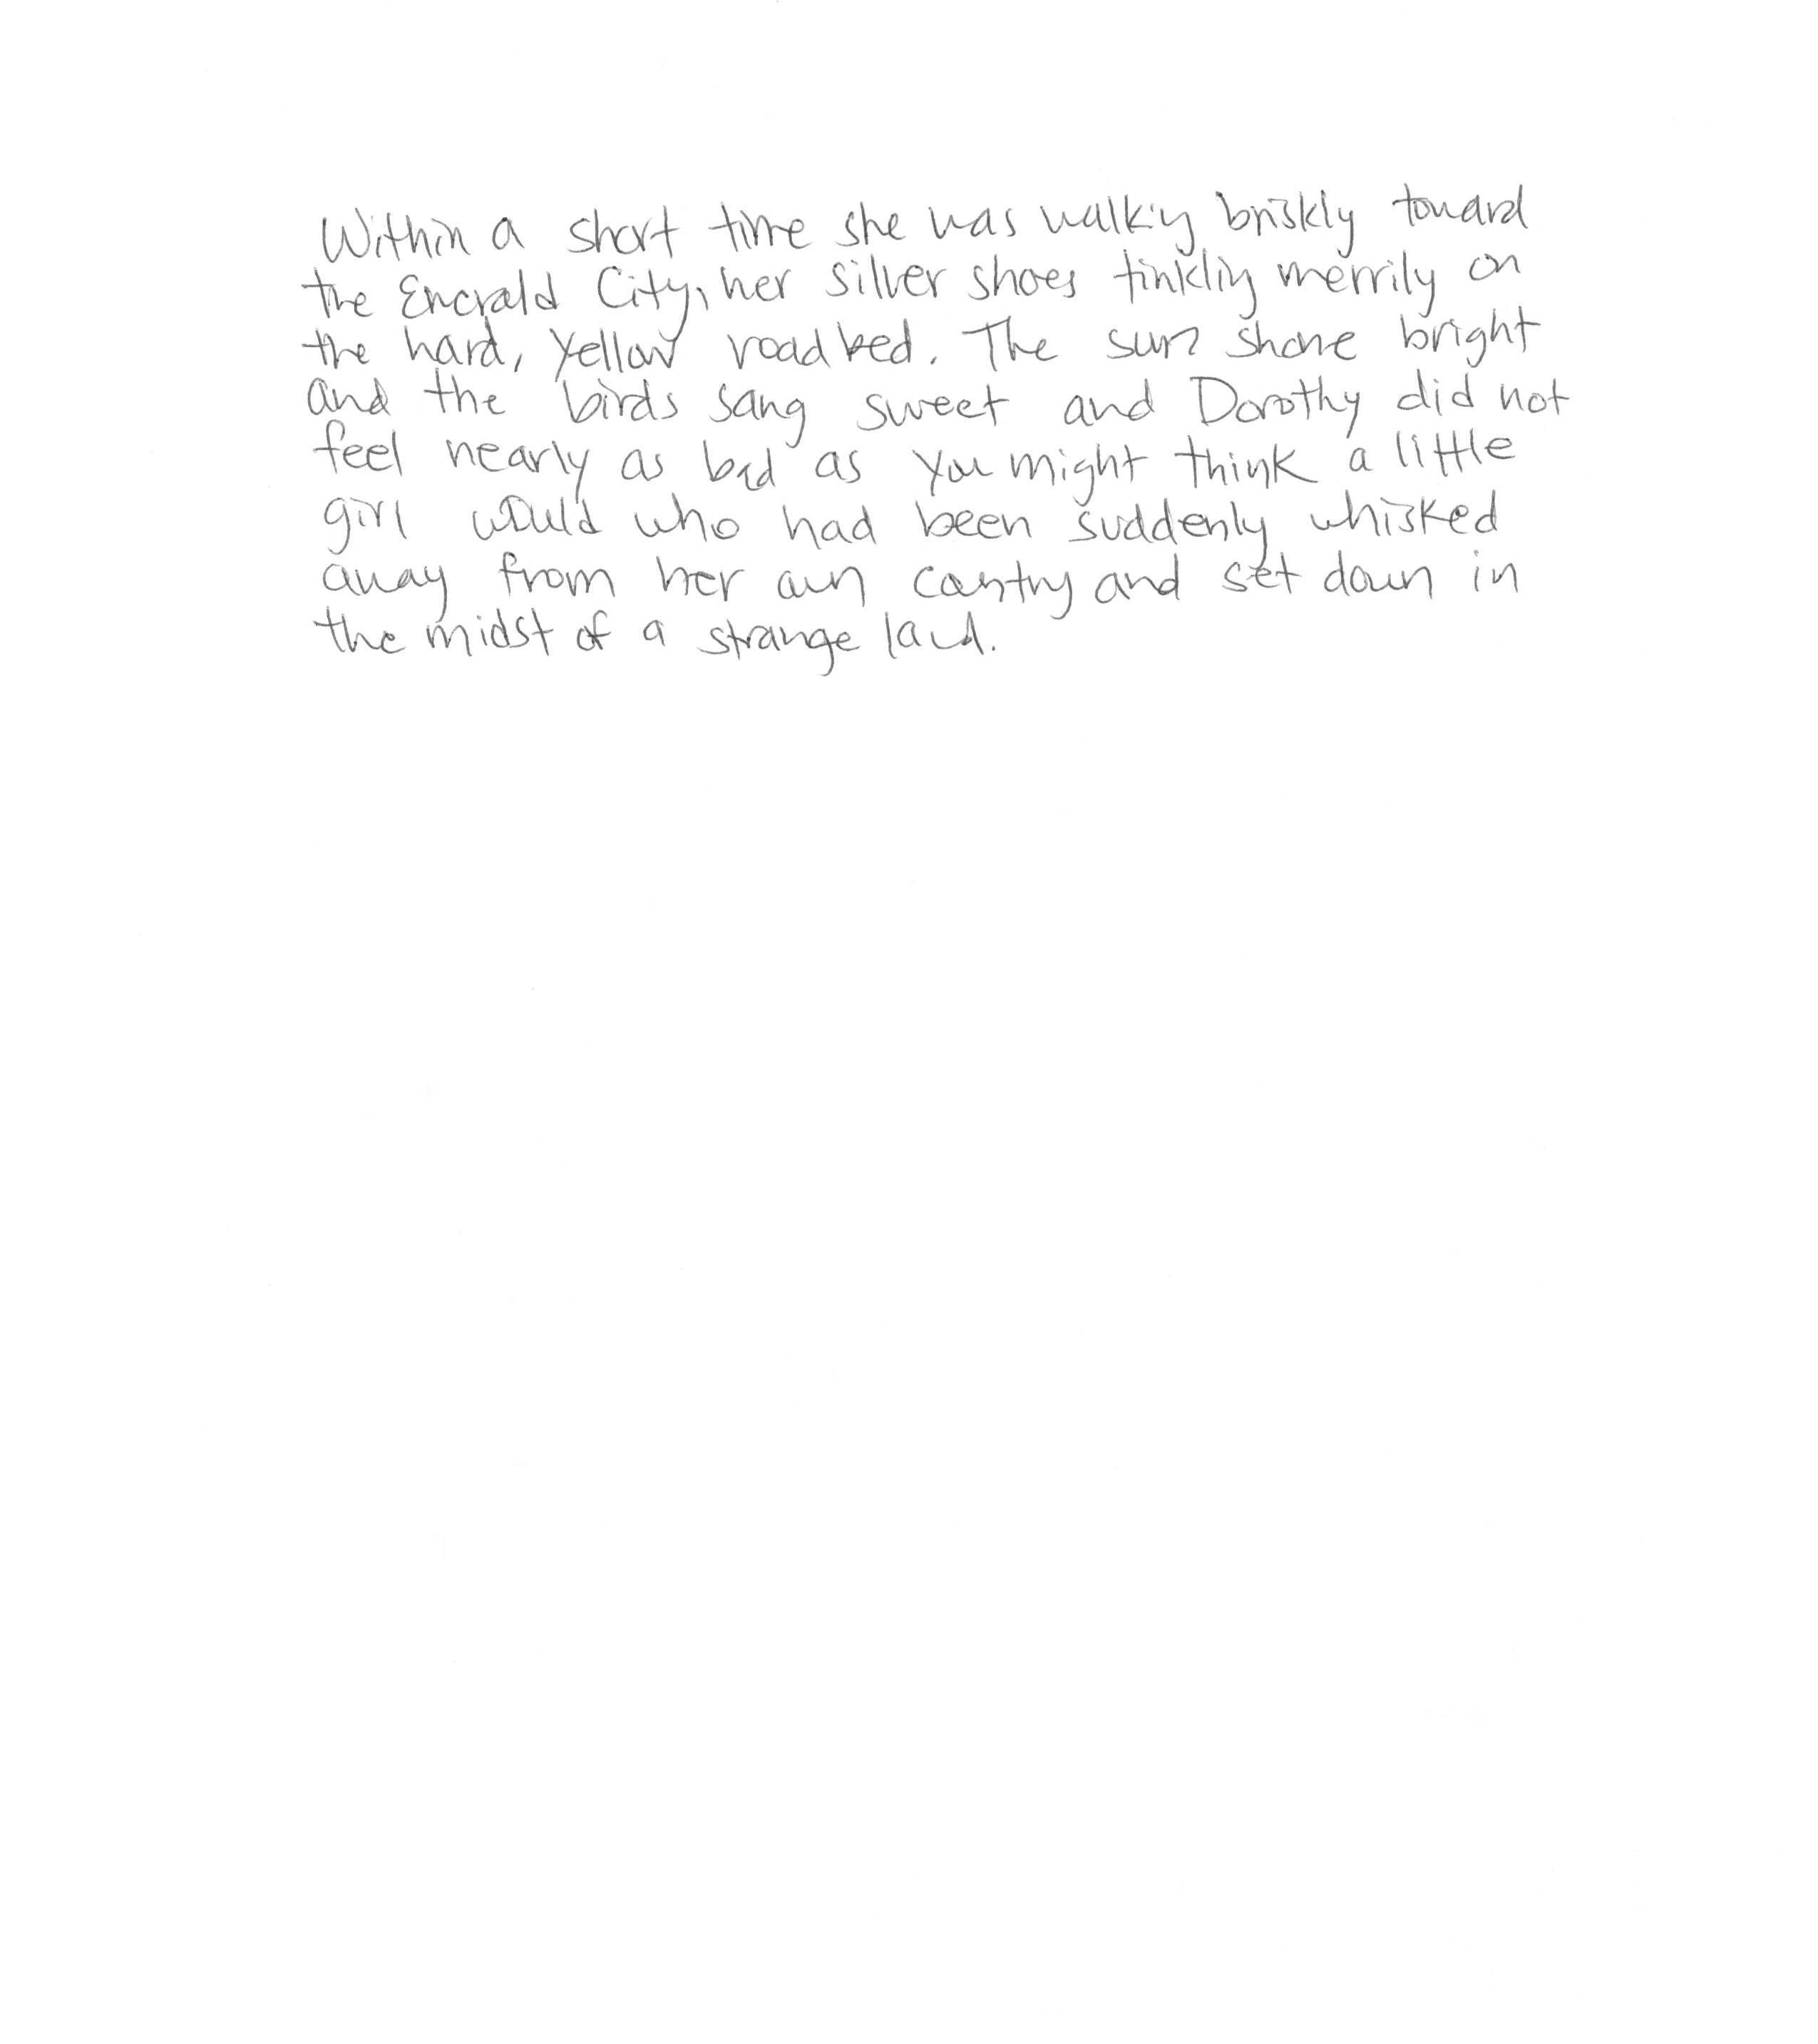 Within a short time she was walking briskly toward
the Emerald City, her silver shoes tinkling merrily on
the hard, yellow roadbed. The sun shone bright
and the birds sang sweet and Dorothy did not
feel nearly as bad as you might think a little
girl would who had been suddenly whisked
away from her own country and set down in
the midst of a strange land.